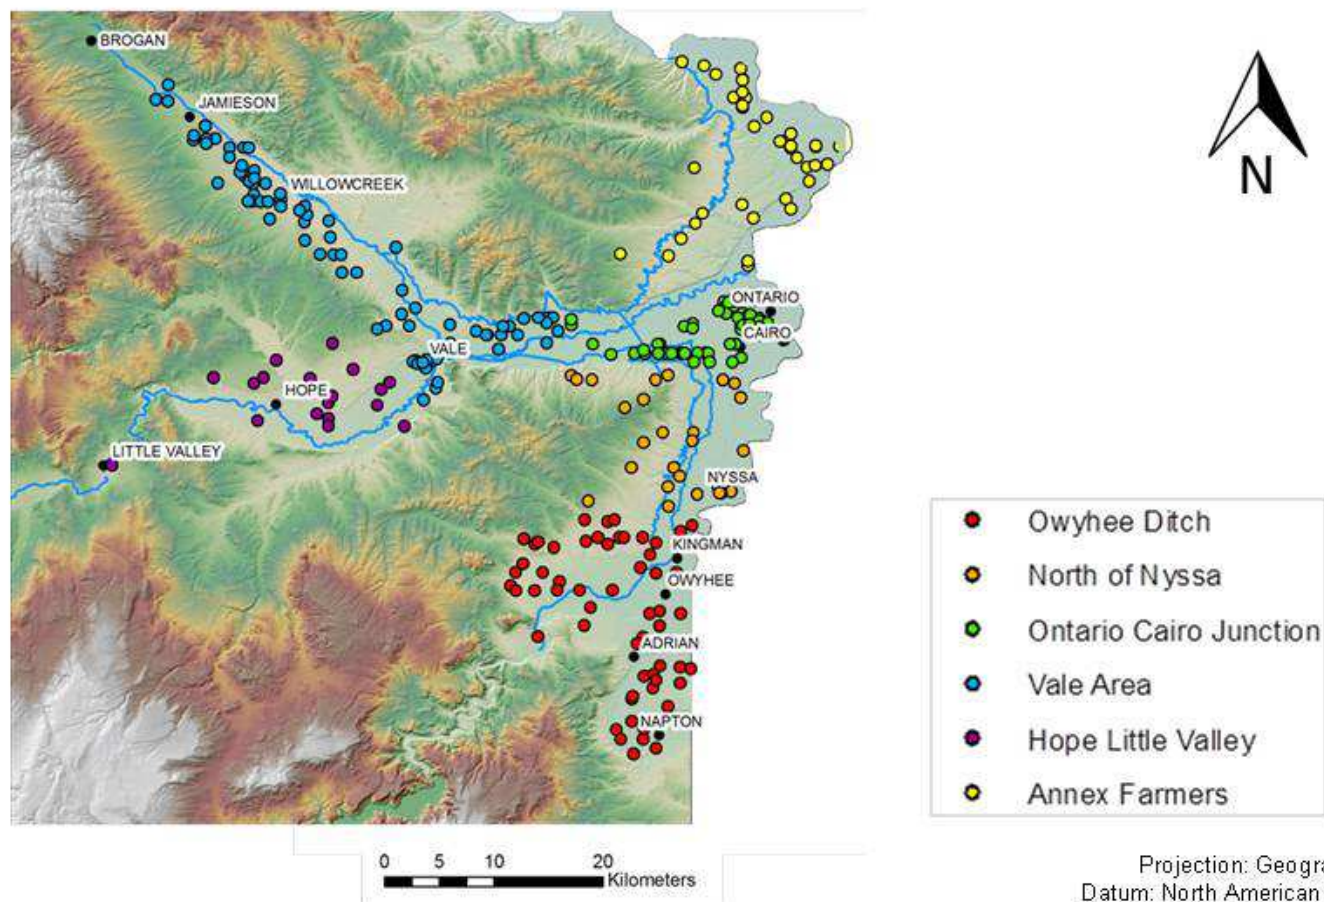 BROGAN
JAMIESON
WILLOWCREEK
N
ONTARIO
CAIRO
VALE
HOPE
LITTLE VALLEY
NYSSA
KINGMAN
OWYHEE
ADRIAN
NAPTON
Owyhee Ditch
North of Nyssa
Ontario Cairo Junction
Vale Area
Hope Little Valley
Annex Farmers
0 5 10 20
Kilometers
Projection: Geogra
Datum: North American